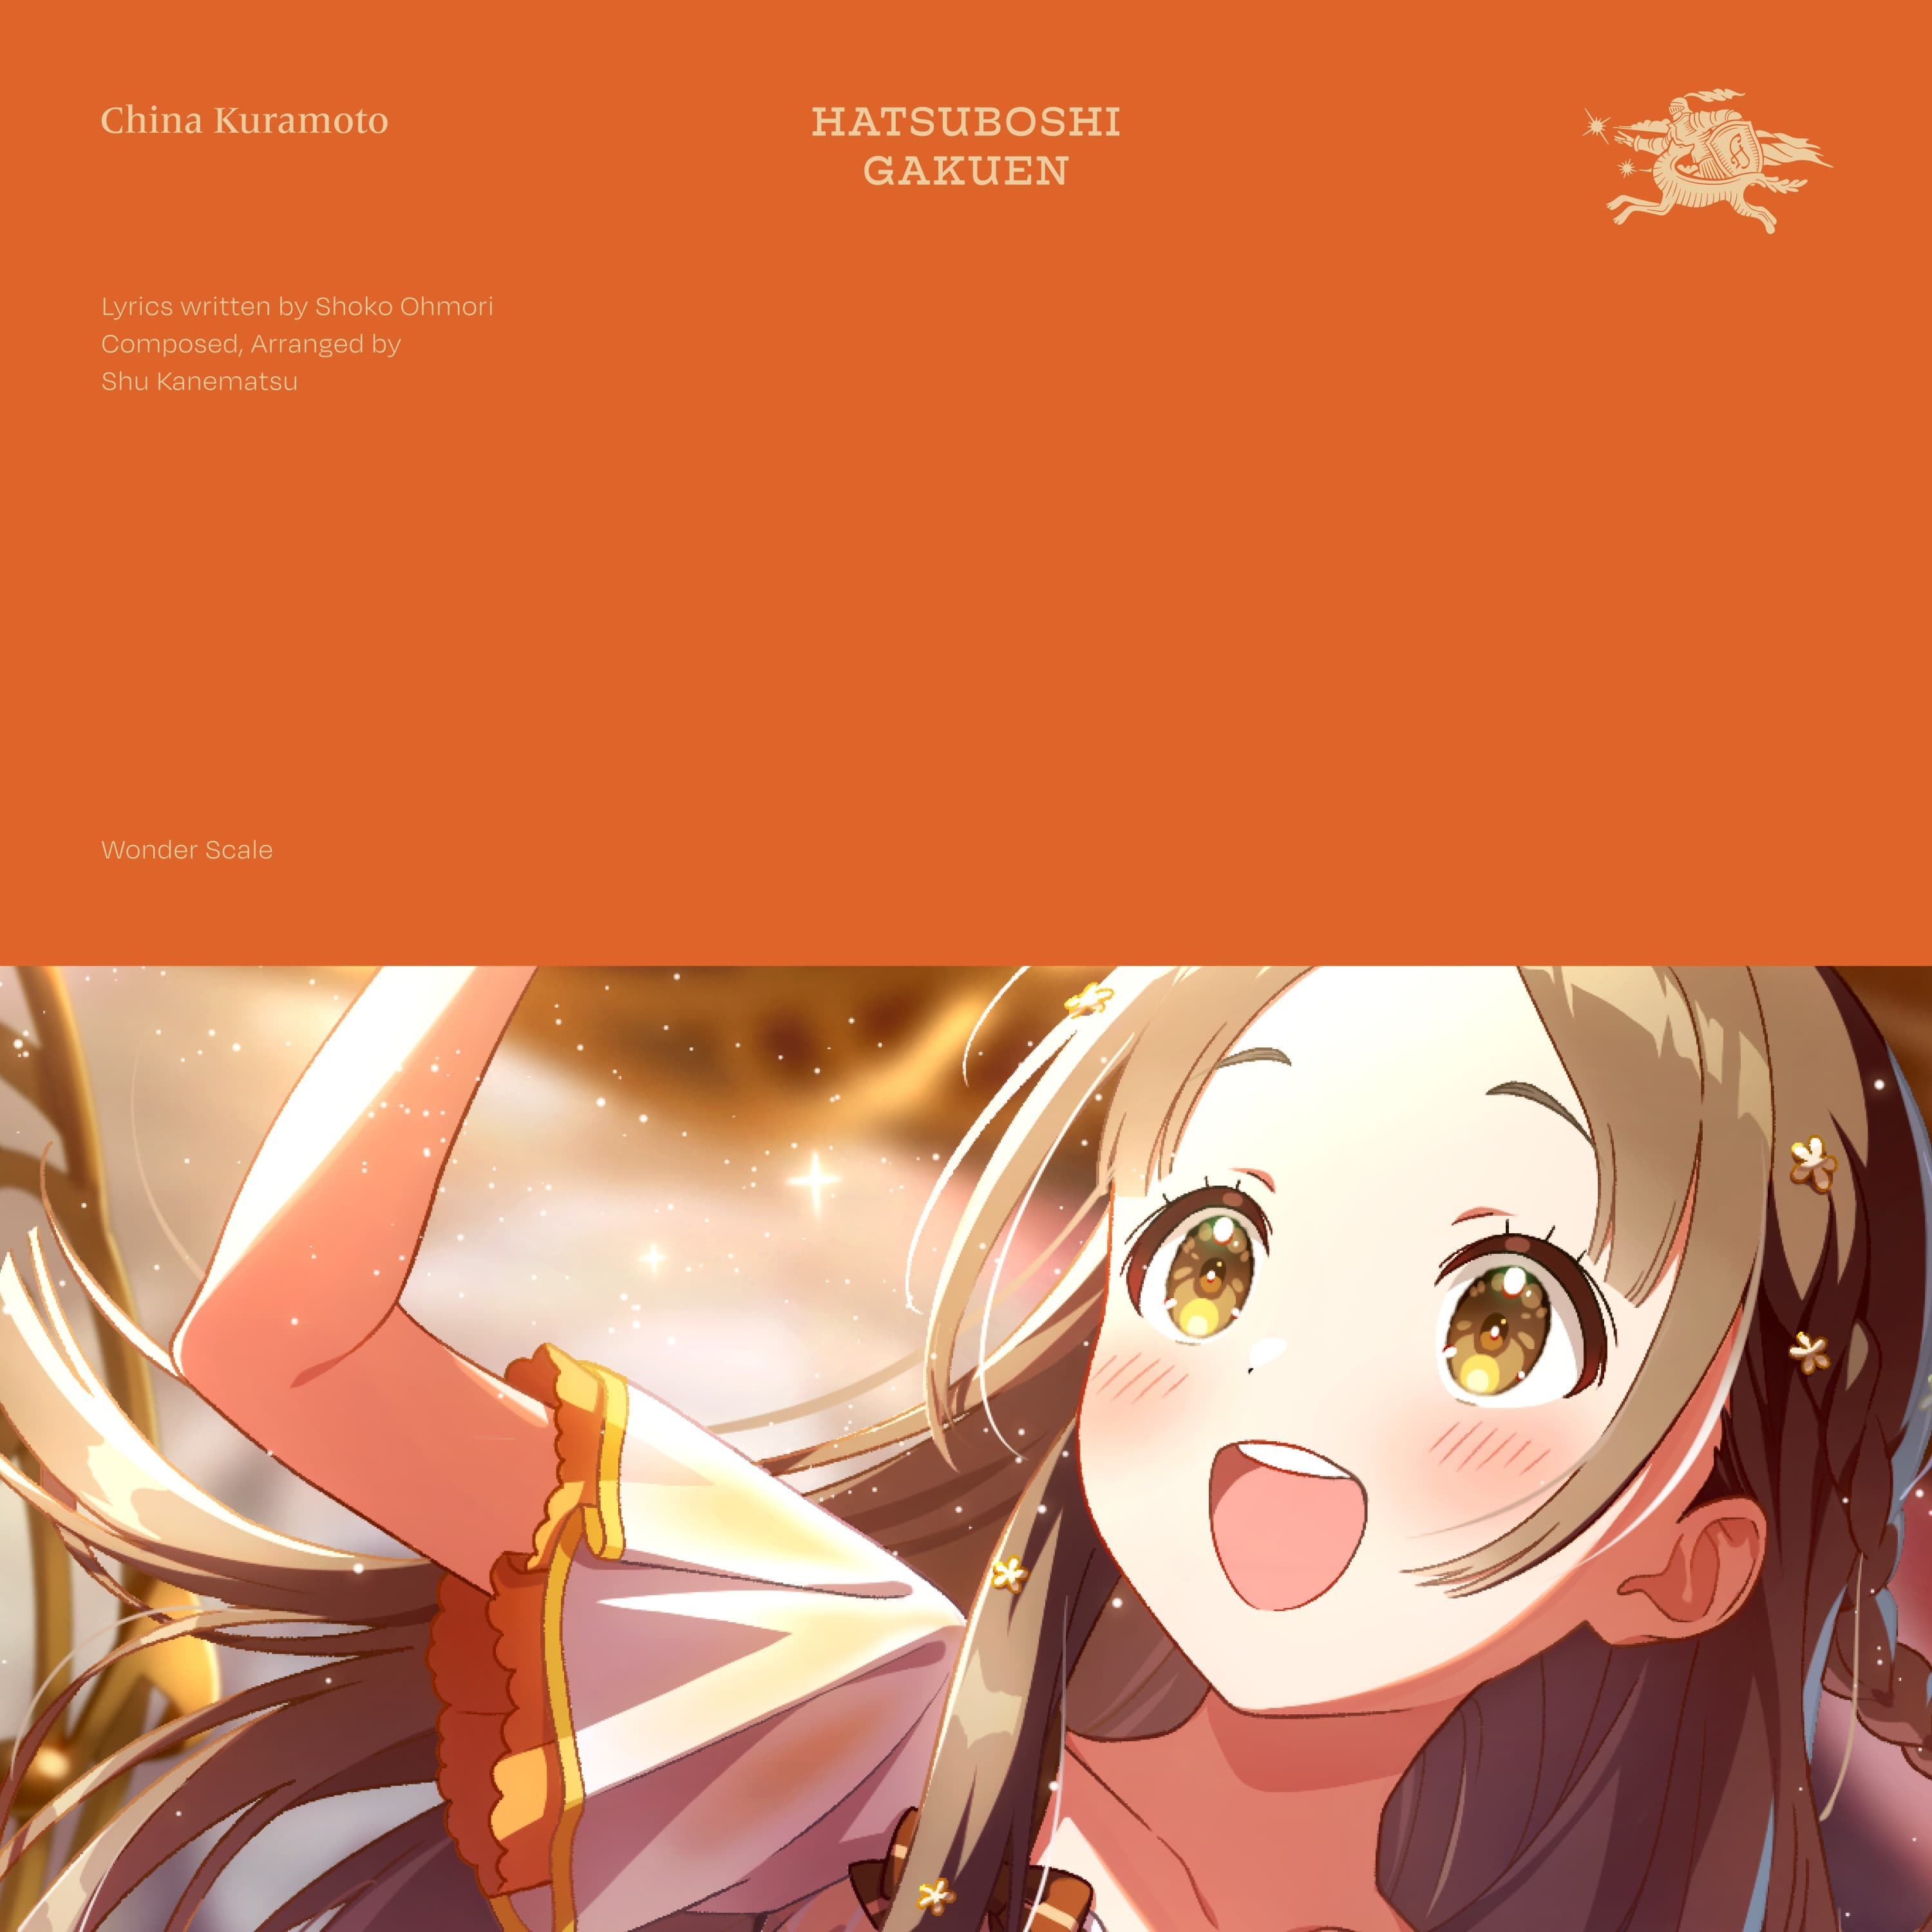 China Kuramoto
HATSUBOSHI
GAKUEN
Lyrics written by Shoko Ohmori
Composed, Arranged by
Shu Kanematsu
Wonder Scale